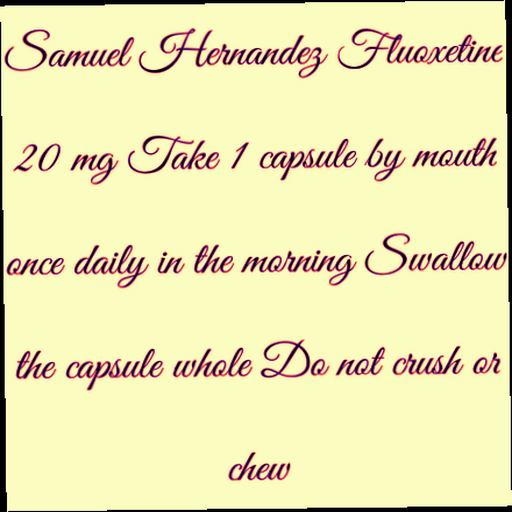 Samuel Hernandez Fluoxetine
20 mg Take 1 capsule by mouth
once daily in the morning Swallow
the capsule whole Do not crush or
chew